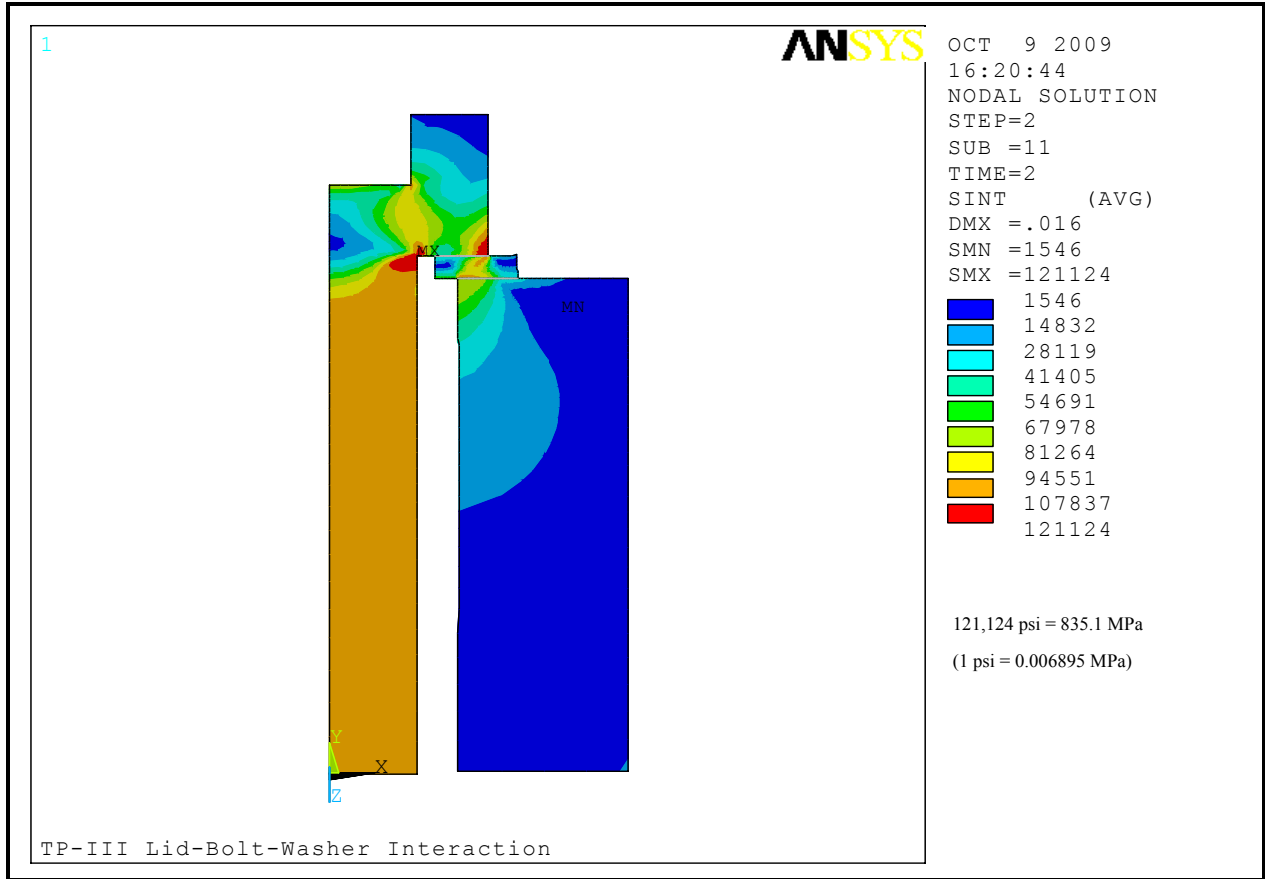 1
ANSYS
MX
MN
Y
X
Z
TP-III Lid-Bolt-Washer Interaction
OCT 9 2009
16:20:44
NODAL SOLUTION
STEP=2
SUB =11
TIME=2
SINT (AVG)
DMX =.016
SMN =1546
SMX =121124
1546
14832
28119
41405
54691
67978
81264
94551
107837
121124
121,124 psi = 835.1 MPa
(1 psi = 0.006895 MPa)